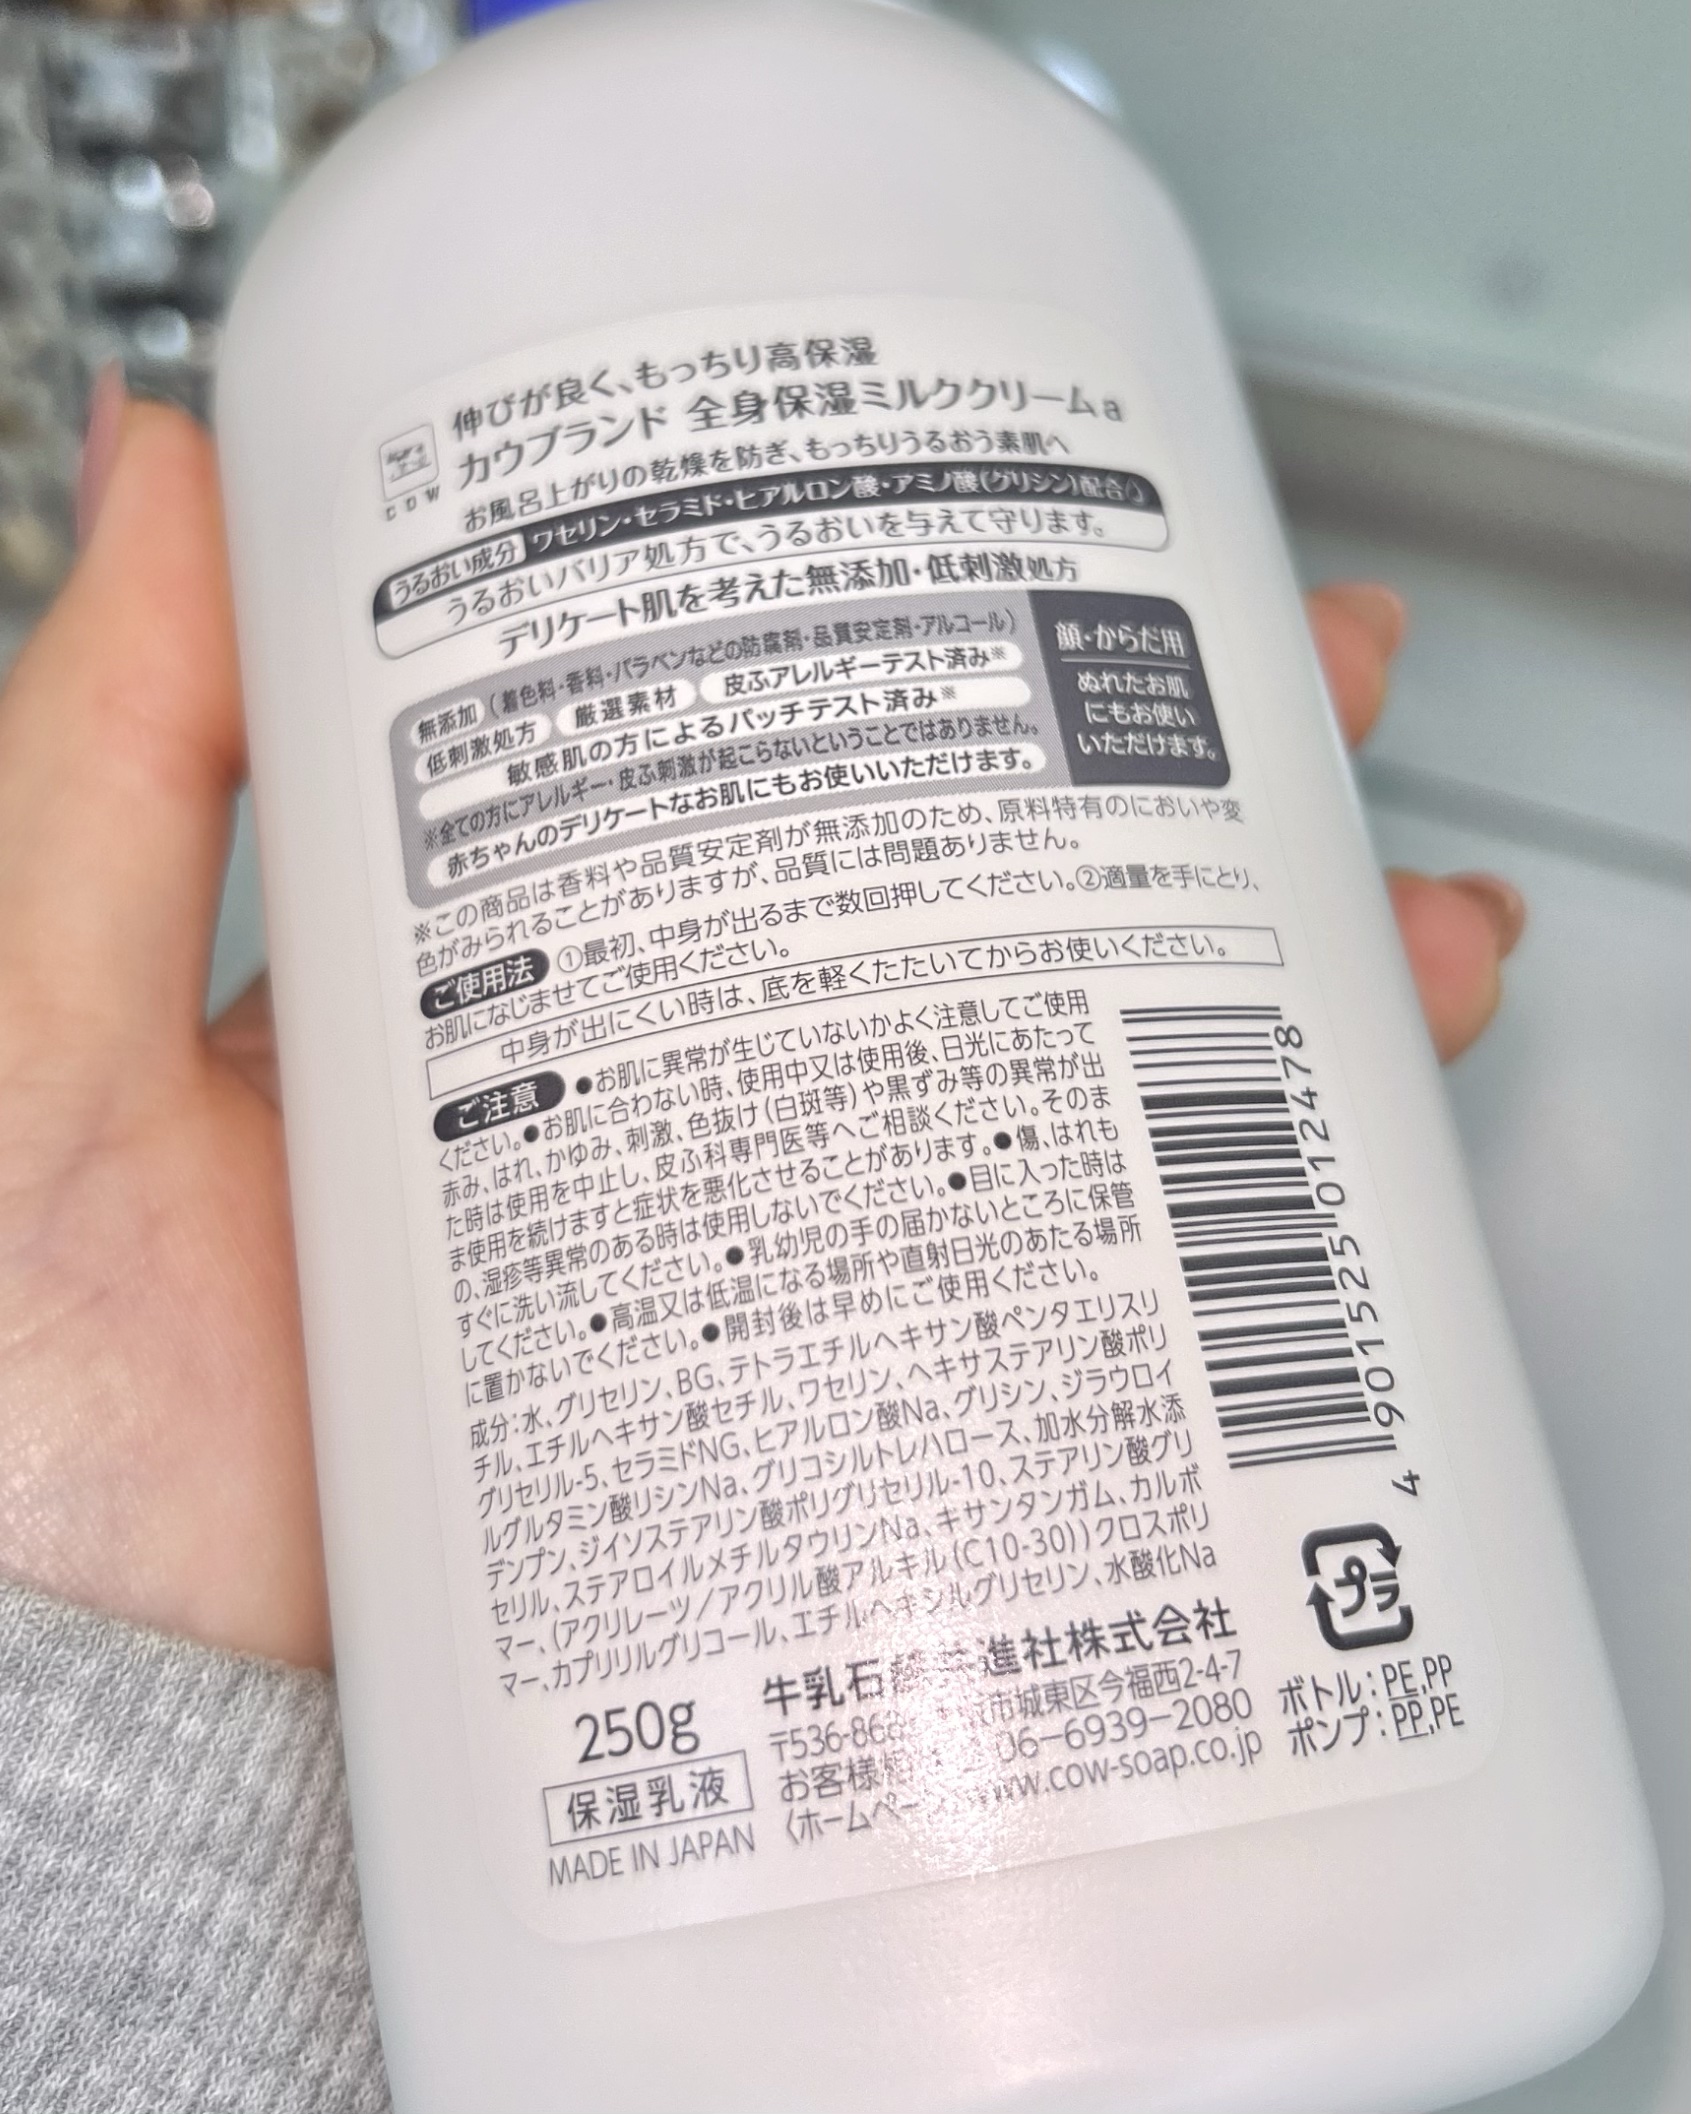 伸びが良く、もっちり高保湿
カウブランド 全身保湿ミルククリームa
COW
お風呂上がりの乾燥を防ぎ、もっちりうるおう素肌へ
うるおい成分 ワセリン・セラミド・ヒアルロン酸・アミノ酸(グリシン)配合
うるおいバリア処方で、うるおいを与えて守ります。
デリケート肌を考えた無添加・低刺激処方
無添加 (着色料・香料・パラベンなどの防腐剤・品質安定剤・アルコール)
低刺激処方 厳選素材 皮ふアレルギーテスト済み※
敏感肌の方によるパッチテスト済み※
※全ての方にアレルギー・皮ふ刺激が起こらないということではありません。
赤ちゃんのデリケートなお肌にもお使いいただけます。
顔・からだ用
ぬれたお肌
にもお使い
いただけます。
※この商品は香料や品質安定剤が無添加のため、原料特有のにおいや変
色がみられることがありますが、品質には問題ありません。
ご使用法 ①最初、中身が出るまで数回押してください。②適量を手にとり、
お肌になじませてご使用ください。
中身が出にくい時は、底を軽くたたいてからお使いください。
ご注意 ●お肌に異常が生じていないかよく注意してご使用
ください。●お肌に合わない時、使用中又は使用後、日光にあたって
赤み、はれ、かゆみ、刺激、色抜け(白斑等)や黒ずみ等の異常が出
た時は使用を中止し、皮ふ科専門医等へご相談ください。そのま
ま使用を続けますと症状を悪化させることがあります。●傷、はれも
の、湿疹等異常のある時は使用しないでください。●目に入った時は
すぐに洗い流してください。●乳幼児の手の届かないところに保管
してください。●高温又は低温になる場所や直射日光のあたる場所
に置かないでください。●開封後は早めにご使用ください。
成分:水、グリセリン、BG、テトラエチルヘキサン酸ペンタエリスリ
チル、エチルヘキサン酸セチル、ワセリン、ヘキサステアリン酸ポリ
グリセリル-5、セラミドNG、ヒアルロン酸Na、グリシン、ジラウロイ
ルグルタミン酸リシンNa、グリコシルトレハロース、加水分解水添
デンプン、ジイソステアリン酸ポリグリセリル-10、ステアリン酸グリ
セリル、ステアロイルメチルタウリンNa、キサンタンガム、カルボ
マー、(アクリレーツ/アクリル酸アルキル(C10-30))クロスポリ
マー、カプリリルグリコール、エチルヘキシルグリセリン、水酸化Na
4 901525 012478
プラ
ボトル:PE,PP
ポンプ:PP,PE
250g
保湿乳液
MADE IN JAPAN
牛乳石 進社株式会社
〒536-86 市城東区今福西2-4-7
お客様 06-6939-2080
〈ホームペー www.cow-soap.co.jp